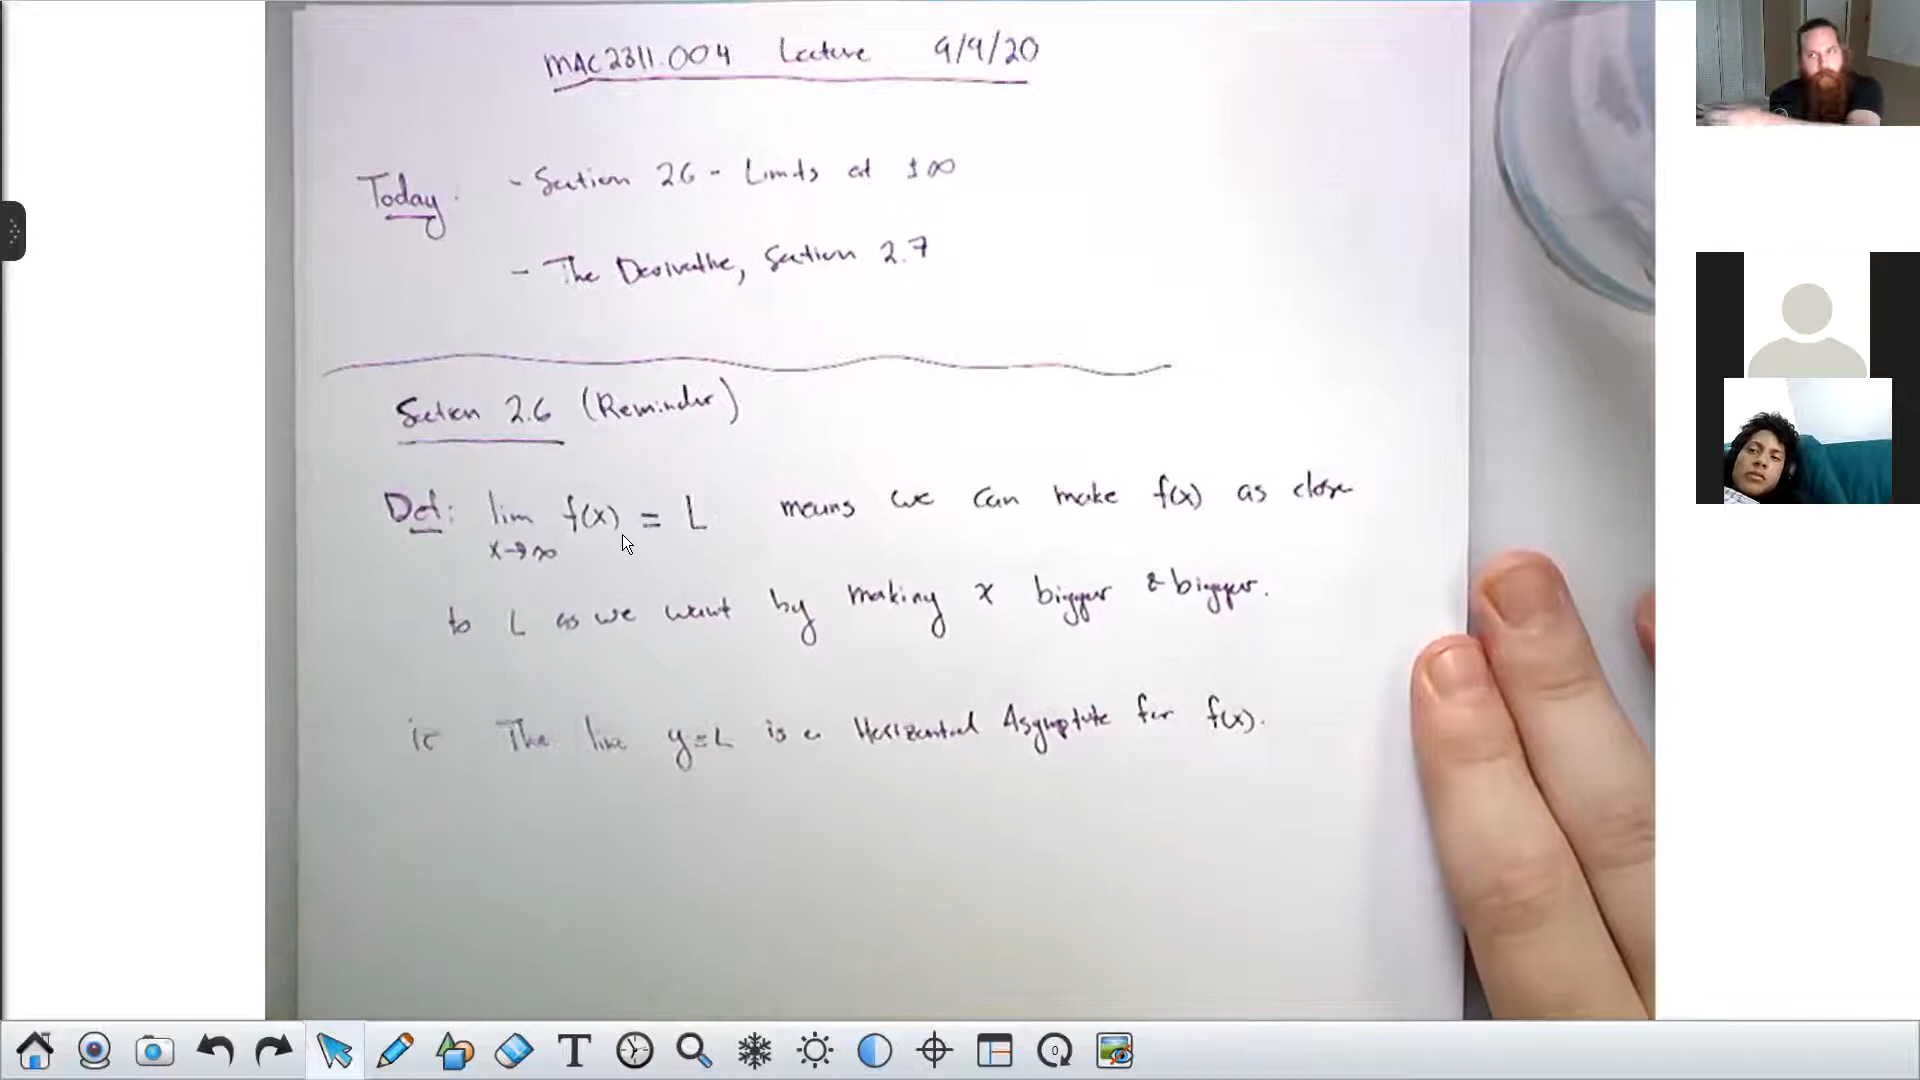 MAC2311.004 Lecture 9/9/20
Today: - Section 2.6 - Limits at ±∞
- The Derivative, Section 2.7
Section 2.6 (Reminder)
Def: lim f(x) = L means we can make f(x) as close
x→∞
to L as we want by making x bigger & bigger.
ie The line y=L is a Horizontal Asymptote for f(x).
T
0